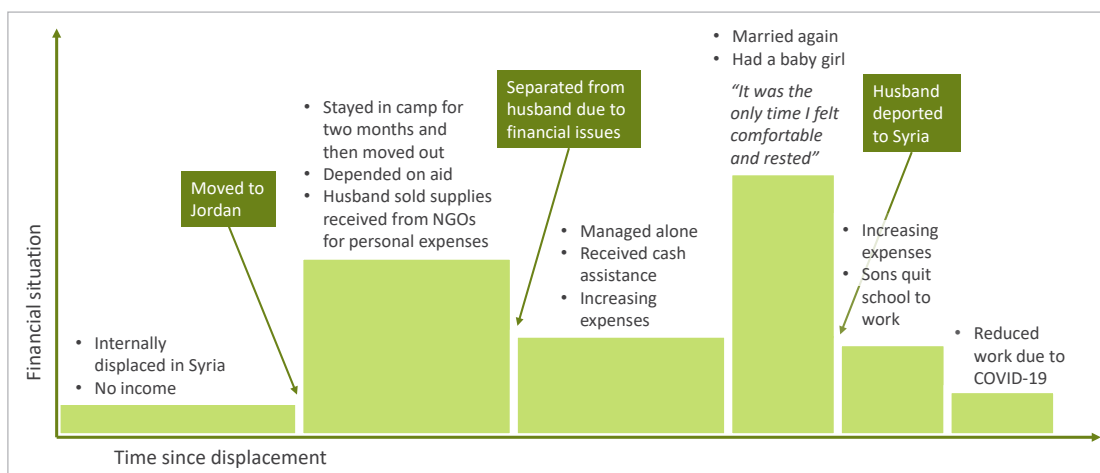 Financial situation
• Internally
displaced in Syria
• No income
Moved to
Jordan
• Stayed in camp for
two months and
then moved out
• Depended on aid
• Husband sold supplies
received from NGOs
for personal expenses
Separated from
husband due to
financial issues
• Managed alone
• Received cash
assistance
• Increasing
expenses
• Married again
• Had a baby girl
“It was the
only time I felt
comfortable
and rested”
Husband
deported
to Syria
• Increasing
expenses
• Sons quit
school to
work
• Reduced
work due to
COVID-19
Time since displacement